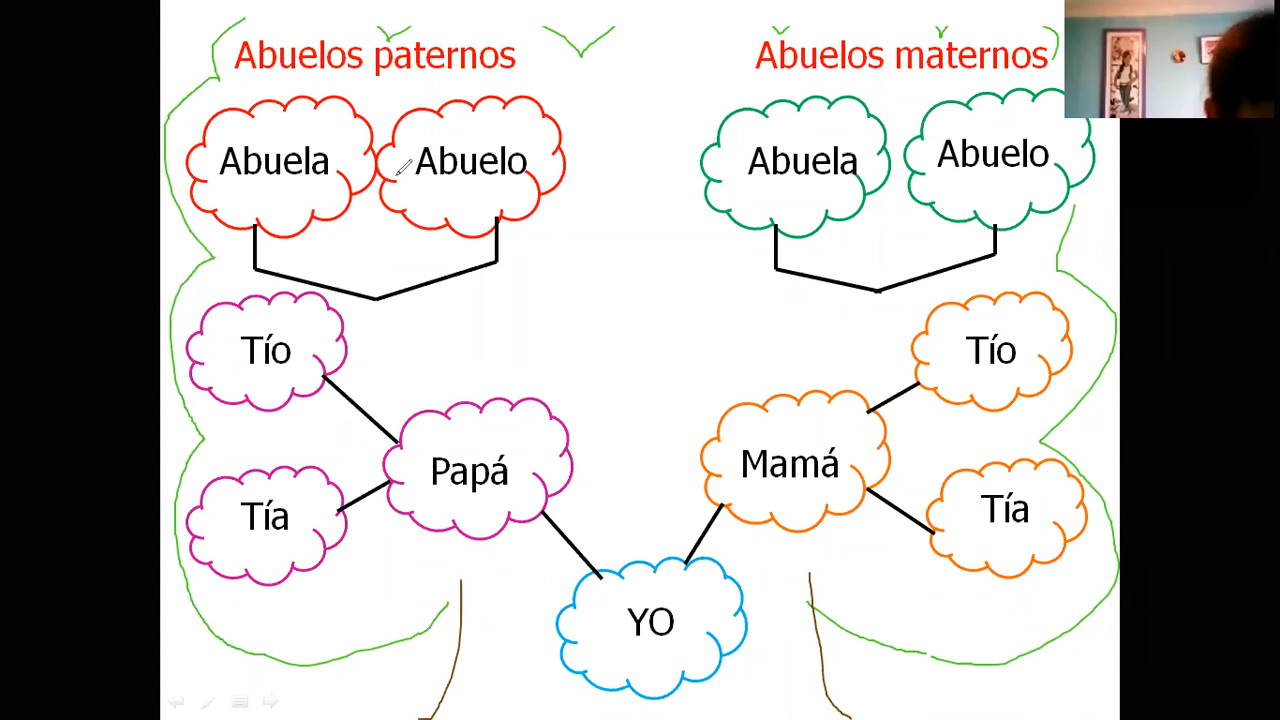 Abuelos paternos
Abuelos maternos
Abuela
Abuelo
Abuela
Abuelo
Tío
Tío
Papá
Mamá
Tía
Tía
YO